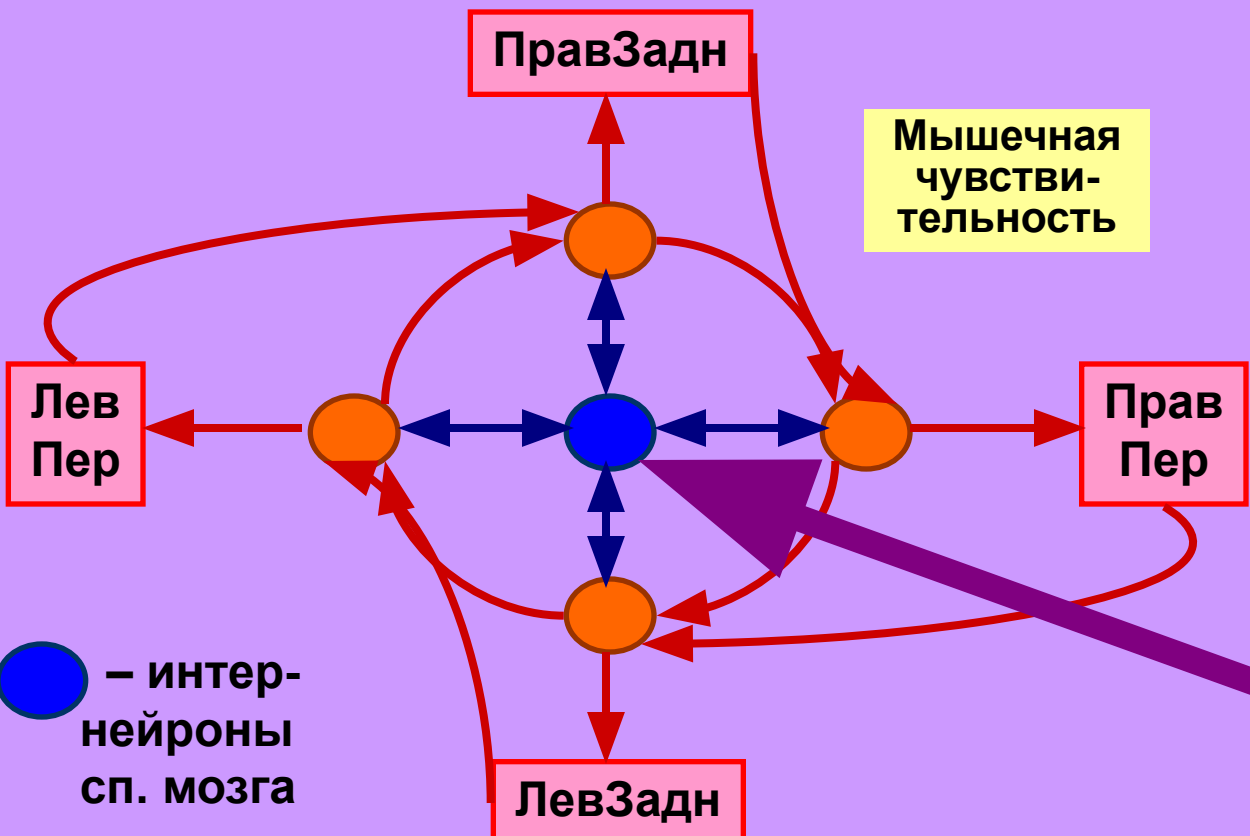 ПравЗадн
Мышечная
чувстви-
тельность
Лев
Пер
Прав
Пер
– интер-
нейроны
сп. мозга
ЛевЗадн